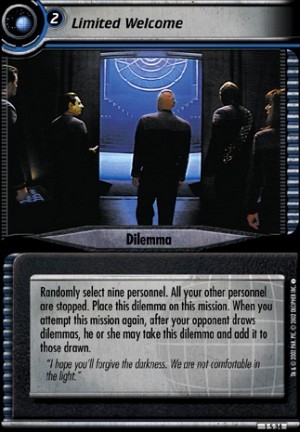 2
Limited Welcome
Dilemma
Randomly select nine personnel. All your other personnel
are stopped. Place this dilemma on this mission. When you
attempt this mission again, after your opponent draws
dilemmas, he or she may take this dilemma and add it to
those drawn.
"I hope you'll forgive the darkness. We are not comfortable in
the light."
1 S 34